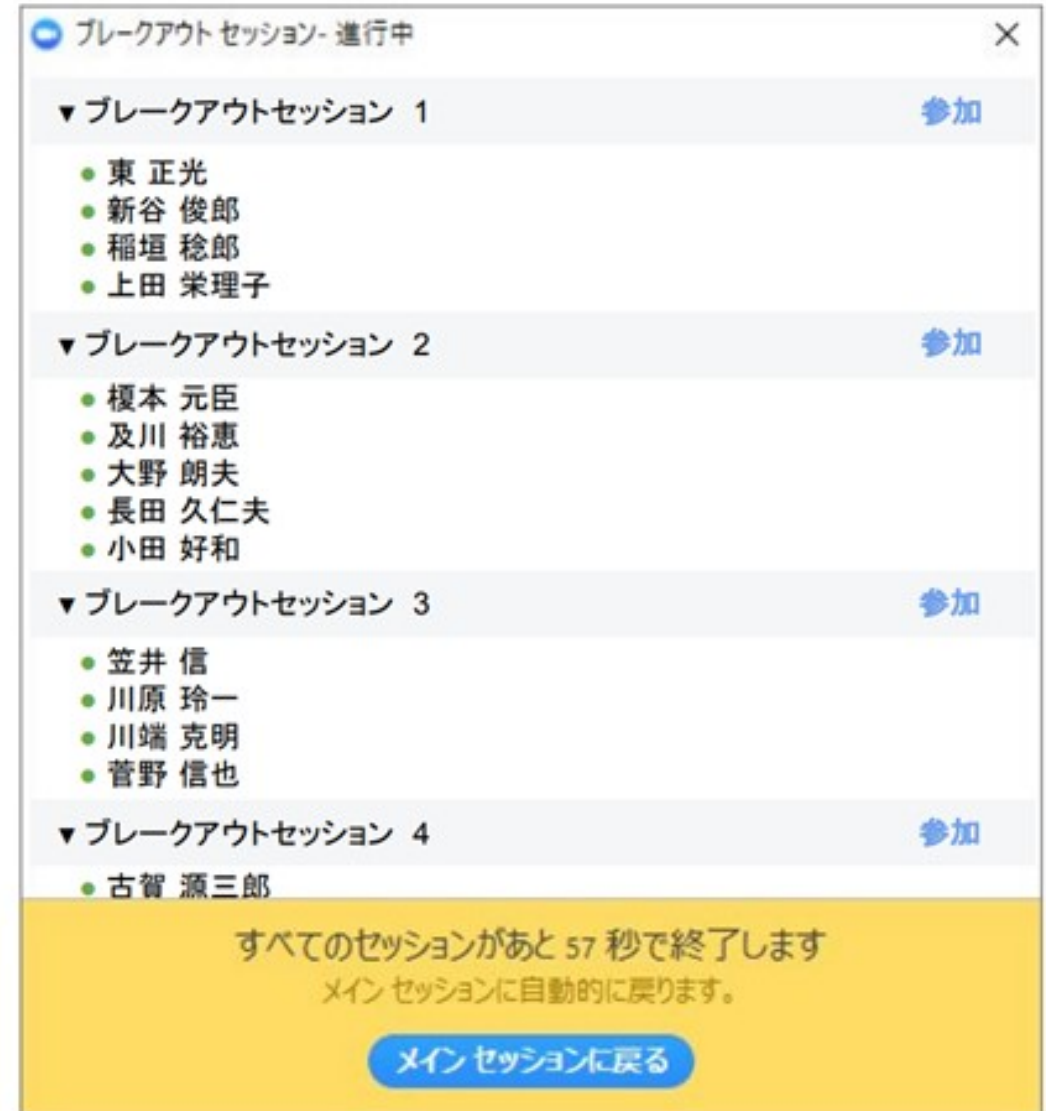 ブレークアウト セッション- 進行中
▼ブレークアウトセッション 1 参加
● 東 正光
● 新谷 俊郎
● 稲垣 稔郎
● 上田 栄理子
▼ブレークアウトセッション 2 参加
● 榎本 元臣
● 及川 裕恵
● 大野 朗夫
● 長田 久仁夫
● 小田 好和
▼ブレークアウトセッション 3 参加
● 笠井 信
● 川原 玲一
● 川端 克明
● 菅野 信也
▼ブレークアウトセッション 4 参加
● 古賀 源三郎
すべてのセッションがあと 57 秒で終了します
メイン セッションに自動的に戻ります。
メイン セッションに戻る